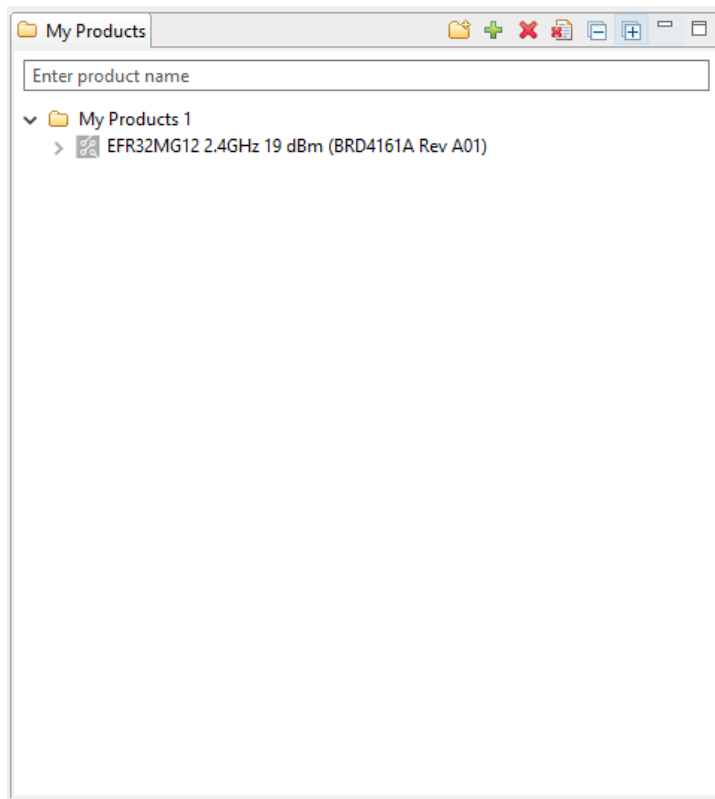 My Products
Enter product name
My Products 1
EFR32MG12 2.4GHz 19 dBm (BRD4161A Rev A01)